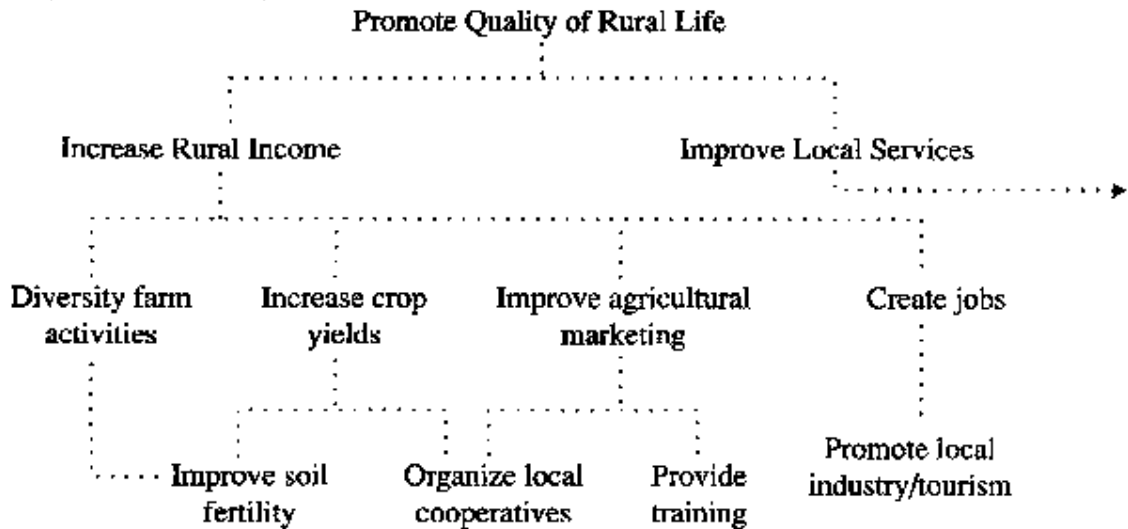 Promote Quality of Rural Life
Increase Rural Income
Improve Local Services
Diversity farm
activities
Increase crop
yields
Improve agricultural
marketing
Create jobs
Improve soil
fertility
Organize local
cooperatives
Provide
training
Promote local
industry/tourism